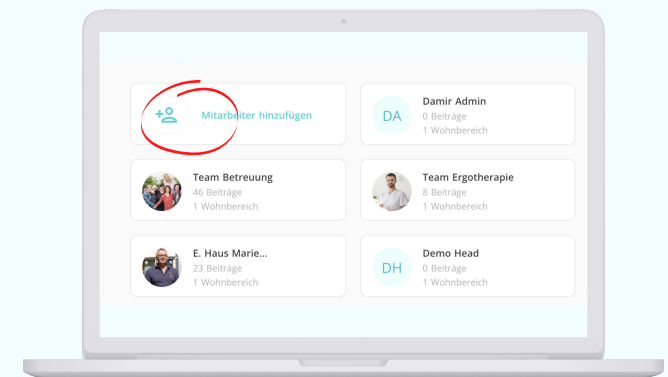 Mitarbeiter hinzufügen
DA
Damir Admin
0 Beiträge
1 Wohnbereich
Team Betreuung
46 Beiträge
1 Wohnbereich
Team Ergotherapie
8 Beiträge
1 Wohnbereich
E. Haus Marie...
23 Beiträge
1 Wohnbereich
DH
Demo Head
0 Beiträge
1 Wohnbereich